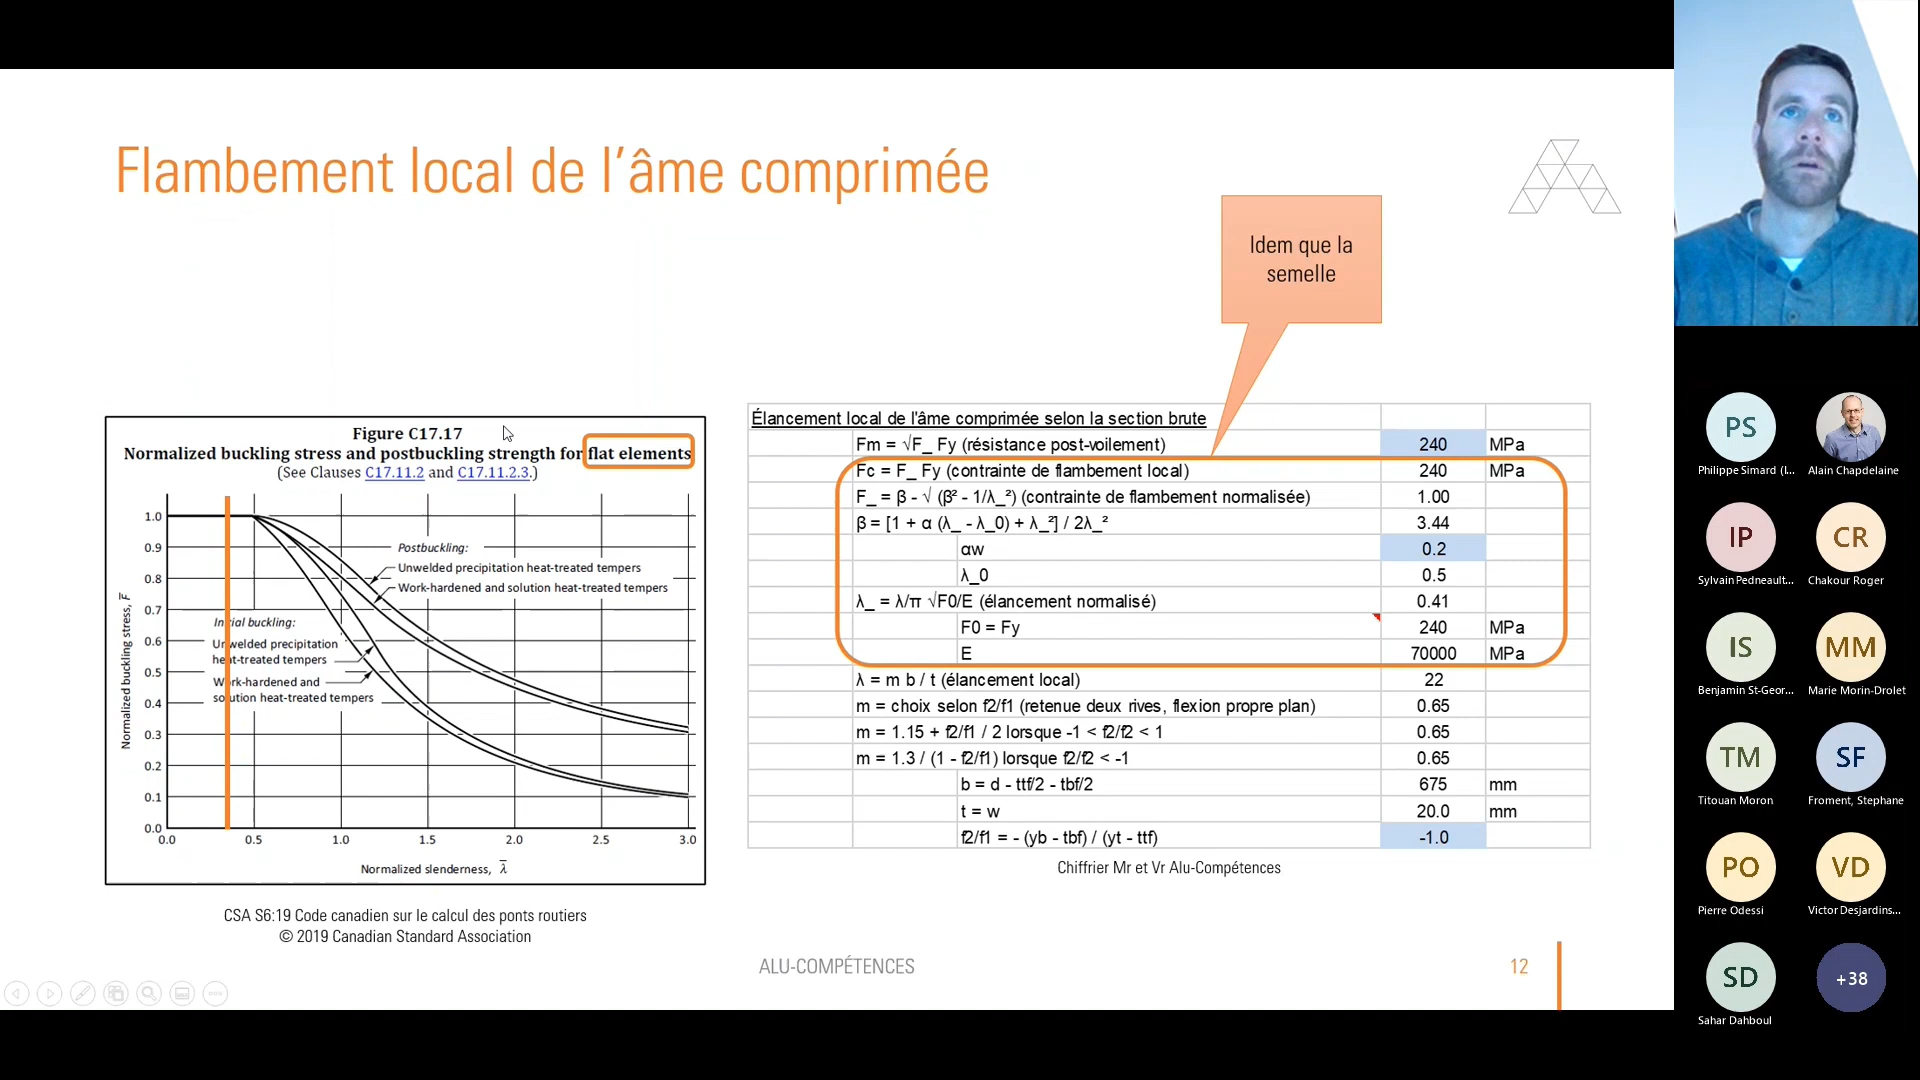 Flambement local de l'âme comprimée
Idem que la
semelle
Figure C17.17
Normalized buckling stress and postbuckling strength for flat elements
(See Clauses C17.11.2 and C17.11.2.3.)
1.0
0.9
0.8
0.7
0.6
0.5
0.4
0.3
0.2
0.1
0.0
Normalized buckling stress, F̅
Postbuckling:
Unwelded precipitation heat-treated tempers
Work-hardened and solution heat-treated tempers
Initial buckling:
Unwelded precipitation
heat-treated tempers
Work-hardened and
solution heat-treated tempers
0.0 0.5 1.0 1.5 2.0 2.5 3.0
Normalized slenderness, λ̅
CSA S6:19 Code canadien sur le calcul des ponts routiers
© 2019 Canadian Standard Association
Élancement local de l'âme comprimée selon la section brute
Fm = √F_ Fy (résistance post-voilement) 240 MPa
Fc = F_ Fy (contrainte de flambement local) 240 MPa
F_ = β - √ (β² - 1/λ_²) (contrainte de flambement normalisée) 1.00
β = [1 + α (λ_ - λ_0) + λ_²] / 2λ_² 3.44
αw 0.2
λ_0 0.5
λ_ = λ/π √F0/E (élancement normalisé) 0.41
F0 = Fy 240 MPa
E 70000 MPa
λ = m b / t (élancement local) 22
m = choix selon f2/f1 (retenue deux rives, flexion propre plan) 0.65
m = 1.15 + f2/f1 / 2 lorsque -1 < f2/f2 < 1 0.65
m = 1.3 / (1 - f2/f1) lorsque f2/f2 < -1 0.65
b = d - ttf/2 - tbf/2 675 mm
t = w 20.0 mm
f2/f1 = - (yb - tbf) / (yt - ttf) -1.0
Chiffrier Mr et Vr Alu-Compétences
ALU-COMPÉTENCES
12
PS
Philippe Simard (I...
Alain Chapdelaine
IP
Sylvain Pedneault...
CR
Chakour Roger
IS
Benjamin St-Geor...
MM
Marie Morin-Drolet
TM
Titouan Moron
SF
Froment, Stephane
PO
Pierre Odessi
VD
Victor Desjardins...
SD
Sahar Dahboul
+38